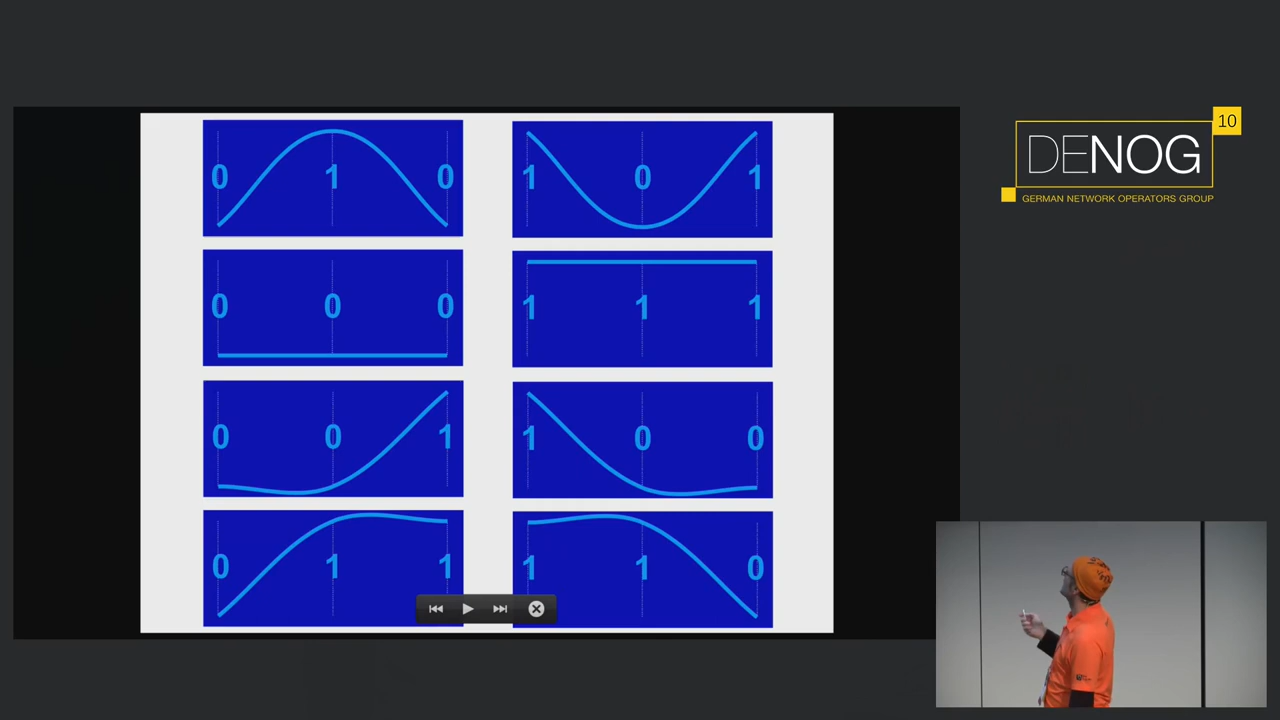 0 1 0
1 0 1
0 0 0
1 1 1
0 0 1
1 0 0
0 1 1
1 1 0
DENOG
10
GERMAN NETWORK OPERATORS GROUP